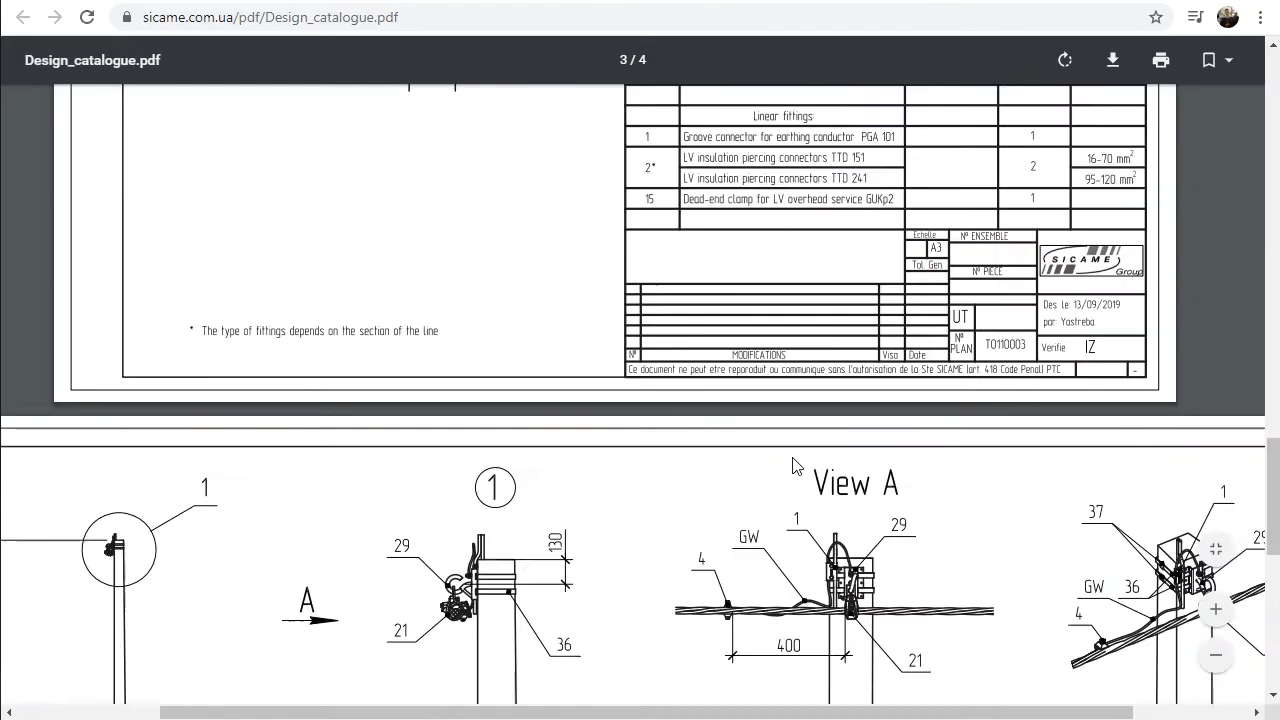 sicame.com.ua/pdf/Design_catalogue.pdf
Design_catalogue.pdf
3 / 4
Linear fittings:
1 Groove connector for earthing conductor PGA 101 1
2* LV insulation piercing connectors TTD 151 2 16-70 mm²
LV insulation piercing connectors TTD 241 95-120 mm²
15 Dead-end clamp for LV overhead service GUKp2 1
Echelle
A3
Tol. Gen
Nº ENSEMBLE
Nº PIECE
SICAME
Group
UT
Nº PLAN
T0110003
Des. le 13/09/2019
par Yastreba
Verifie IZ
Nº MODIFICATIONS Visa Date
Ce document ne peut etre reporoduit ou communique sans l'autorisation de la Ste SICAME (art. 418 Code Penal) PTC -
* The type of fittings depends on the section of the line
1
1
View A
A
29
21
36
130
GW
1
29
4
400
21
37
1
29
GW
36
4